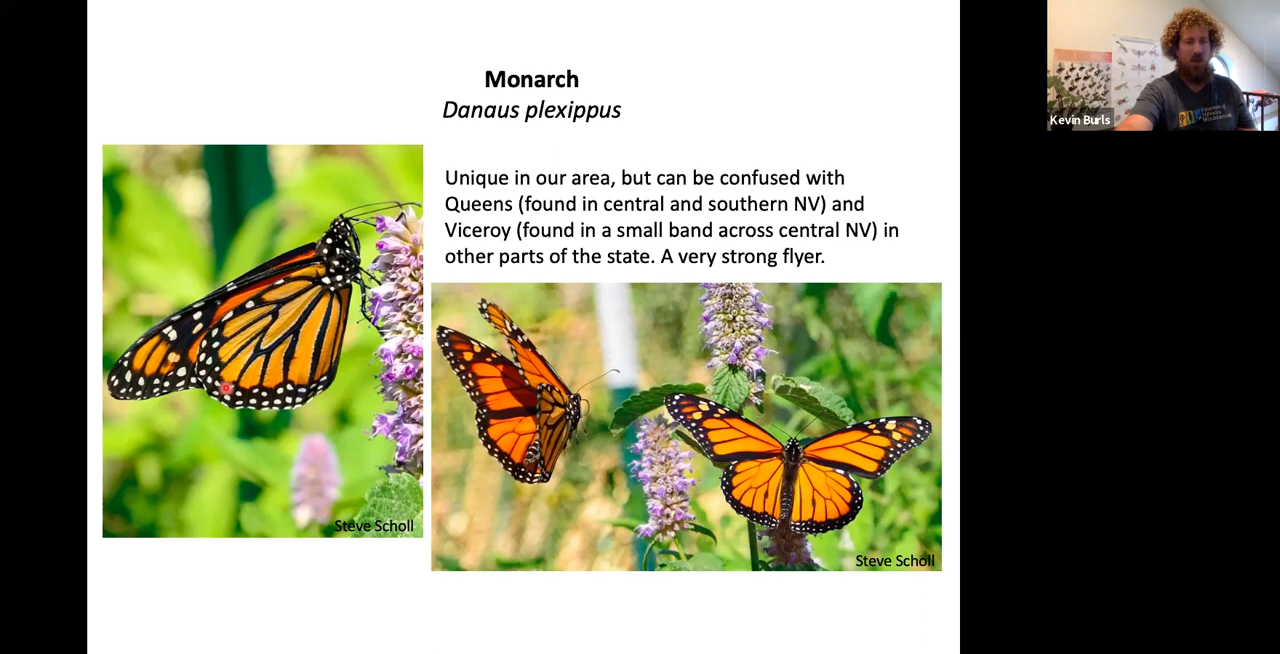 Monarch
Danaus plexippus
Unique in our area, but can be confused with
Queens (found in central and southern NV) and
Viceroy (found in a small band across central NV) in
other parts of the state. A very strong flyer.
Steve Scholl
Steve Scholl
Kevin Burls